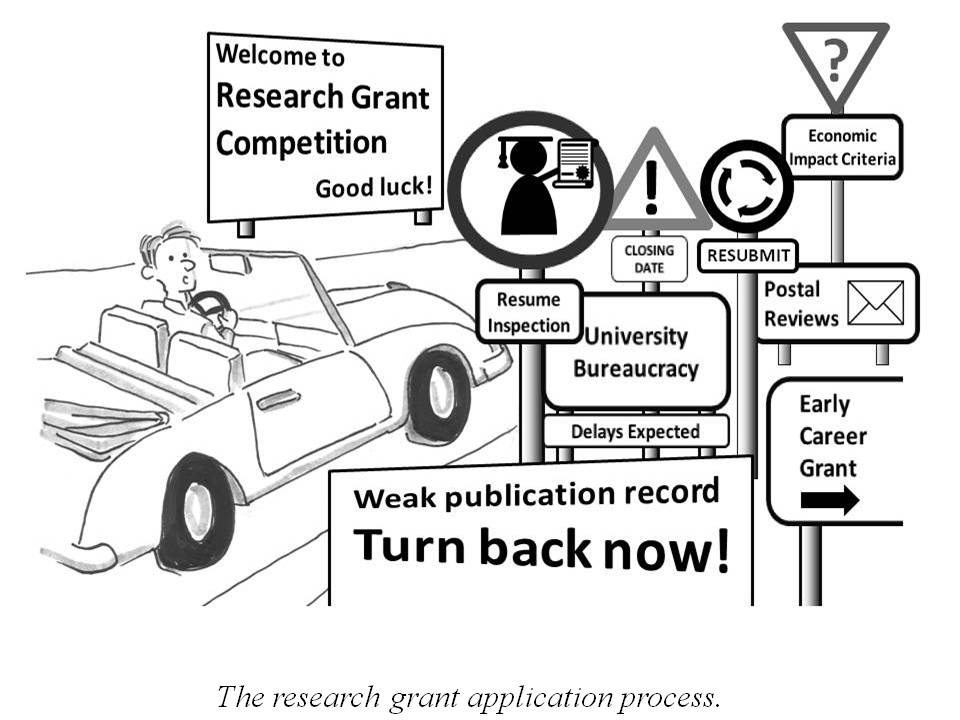 Welcome to
Research Grant
Competition
Good luck!
?
Economic
Impact Criteria
!
CLOSING
DATE
RESUBMIT
Resume
Inspection
Postal
Reviews
University
Bureaucracy
Delays Expected
Early
Career
Grant
Weak publication record
Turn back now!
The research grant application process.